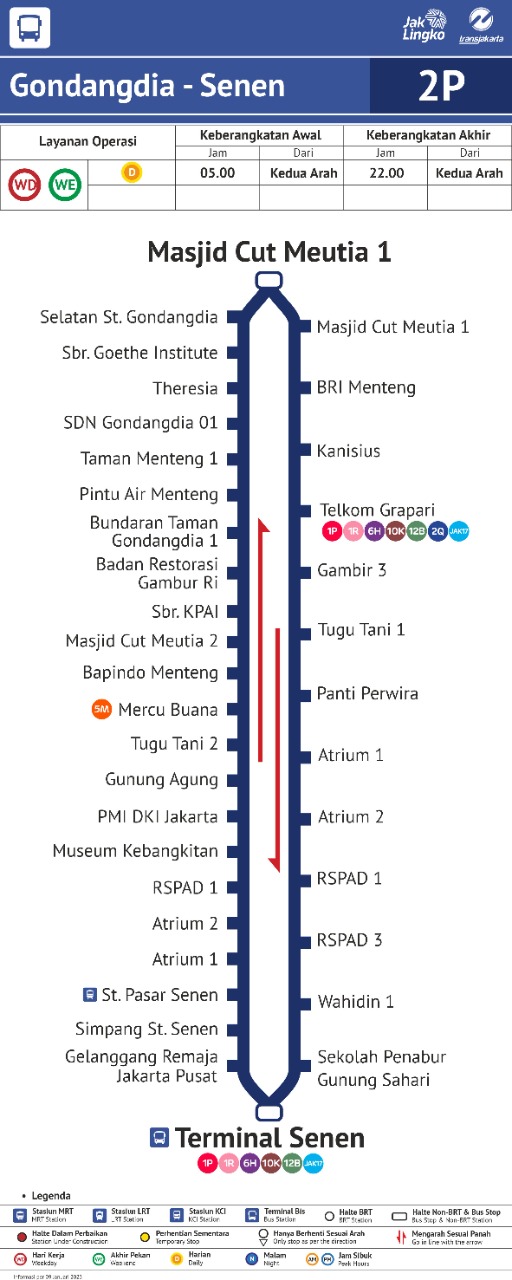 Jak
Lingko
transjakarta
Gondangdia - Senen
2P
Layanan Operasi
Keberangkatan Awal
Keberangkatan Akhir
Jam
Dari
Jam
Dari
WD
WE
D
05.00
Kedua Arah
22.00
Kedua Arah
Masjid Cut Meutia 1
Selatan St. Gondangdia
Sbr. Goethe Institute
Theresia
SDN Gondangdia 01
Taman Menteng 1
Pintu Air Menteng
Bundaran Taman
Gondangdia 1
Badan Restorasi
Gambur Ri
Sbr. KPAI
Masjid Cut Meutia 2
Bapindo Menteng
5M Mercu Buana
Tugu Tani 2
Gunung Agung
PMI DKI Jakarta
Museum Kebangkitan
RSPAD 1
Atrium 2
Atrium 1
St. Pasar Senen
Simpang St. Senen
Gelanggang Remaja
Jakarta Pusat
Masjid Cut Meutia 1
BRI Menteng
Kanisius
Telkom Grapari
1P 1R 6H 10K 12B 2Q JAK17
Gambir 3
Tugu Tani 1
Panti Perwira
Atrium 1
Atrium 2
RSPAD 1
RSPAD 3
Wahidin 1
Sekolah Penabur
Gunung Sahari
Terminal Senen
1P 1R 6H 10K 12B JAK17
• Legenda
Stasiun MRT
MRT Station
Stasiun LRT
LRT Station
Stasiun KCI
KCI Station
Terminal Bis
Bus Station
Halte BRT
BRT Station
Halte Non-BRT & Bus Stop
Bus Stop & Non-BRT Station
Halte Dalam Perbaikan
Station Under Construction
Perhentian Sementara
Temporary Stop
Hanya Berhenti Sesuai Arah
Only stop as per the direction
Mengarah Sesuai Panah
Go in line with the arrow
WD Hari Kerja
Weekday
WE Akhir Pekan
Weekend
D Harian
Daily
N Malam
Night
AM PM Jam Sibuk
Peak Hours
Informasi per 09 Januari 2023